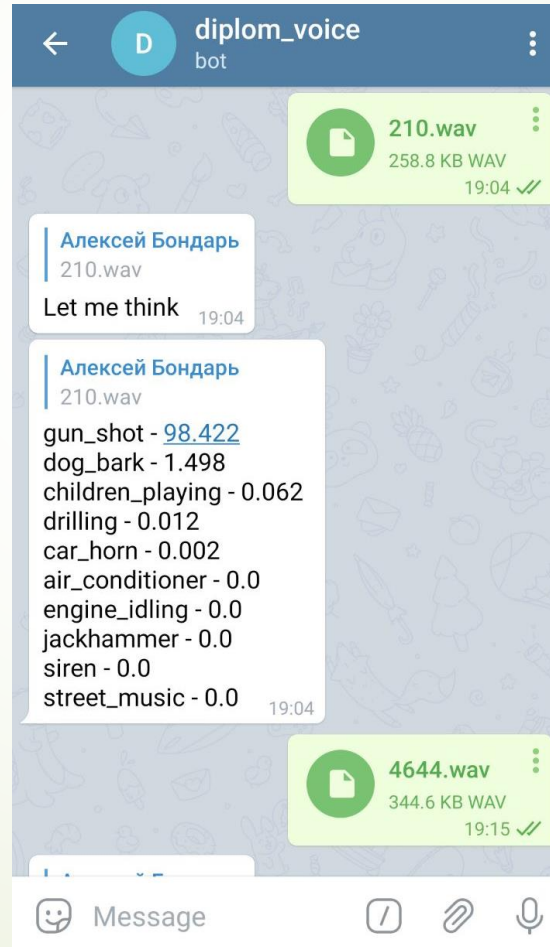 D
diplom_voice
bot
210.wav
258.8 KB WAV
19:04
Алексей Бондарь
210.wav
Let me think 19:04
Алексей Бондарь
210.wav
gun_shot - 98.422
dog_bark - 1.498
children_playing - 0.062
drilling - 0.012
car_horn - 0.002
air_conditioner - 0.0
engine_idling - 0.0
jackhammer - 0.0
siren - 0.0
street_music - 0.0 19:04
4644.wav
344.6 KB WAV
19:15
Message